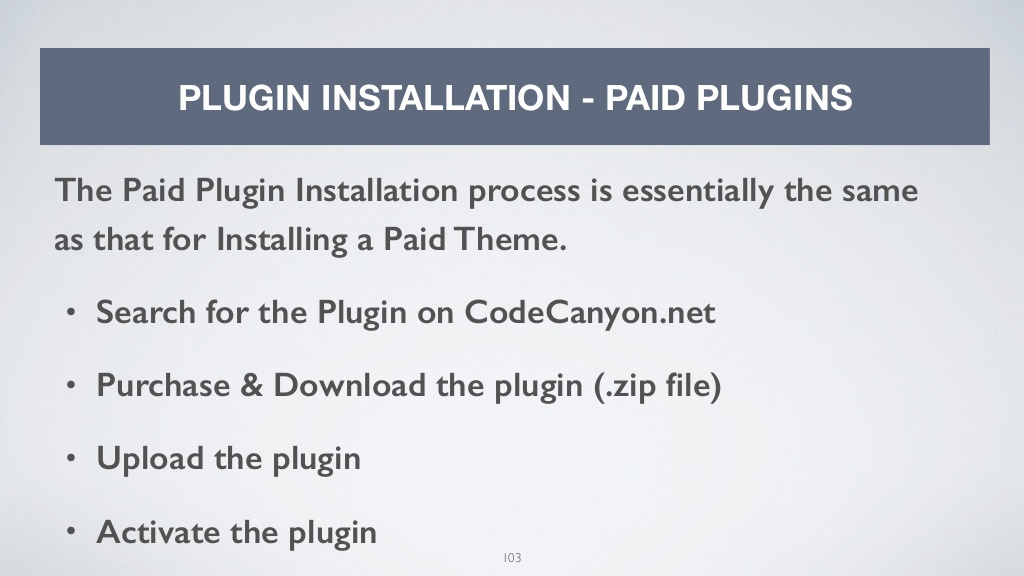 PLUGIN INSTALLATION - PAID PLUGINS
The Paid Plugin Installation process is essentially the same
as that for Installing a Paid Theme.
• Search for the Plugin on CodeCanyon.net
• Purchase & Download the plugin (.zip file)
• Upload the plugin
• Activate the plugin
103